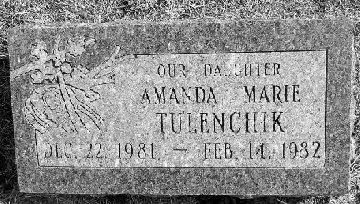 OUR DAUGHTER
AMANDA MARIE
TULENCHIK
DEC. 22, 1981 — FEB. 14, 1982